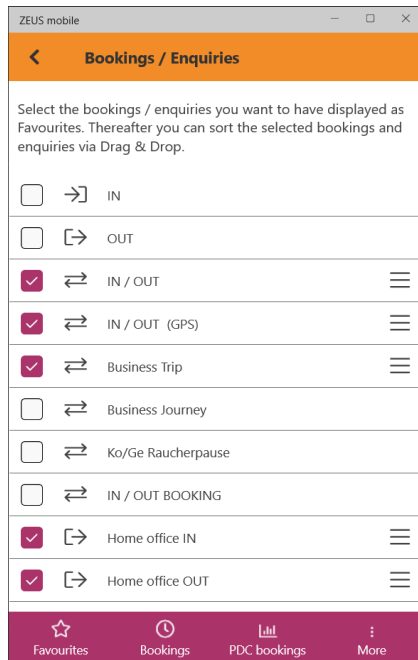 ZEUS mobile
Bookings / Enquiries
Select the bookings / enquiries you want to have displayed as
Favourites. Thereafter you can sort the selected bookings and
enquiries via Drag & Drop.
IN
OUT
IN / OUT
IN / OUT (GPS)
Business Trip
Business Journey
Ko/Ge Raucherpause
IN / OUT BOOKING
Home office IN
Home office OUT
Favourites Bookings PDC bookings More